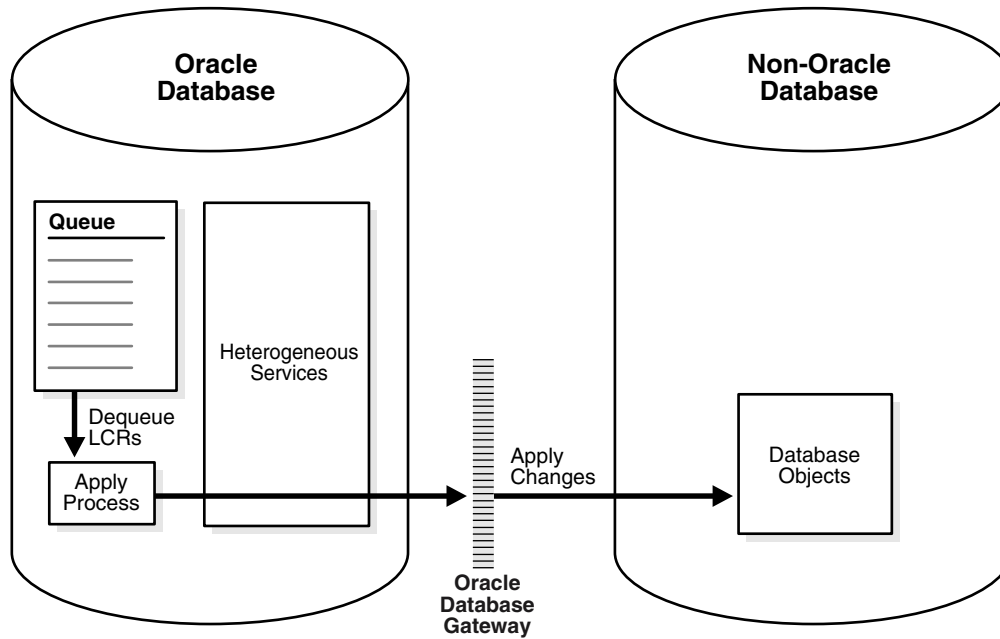 Oracle
Database
Non-Oracle
Database
Queue
Heterogeneous
Services
Dequeue
LCRs
Apply
Process
Apply
Changes
Database
Objects
Oracle
Database
Gateway